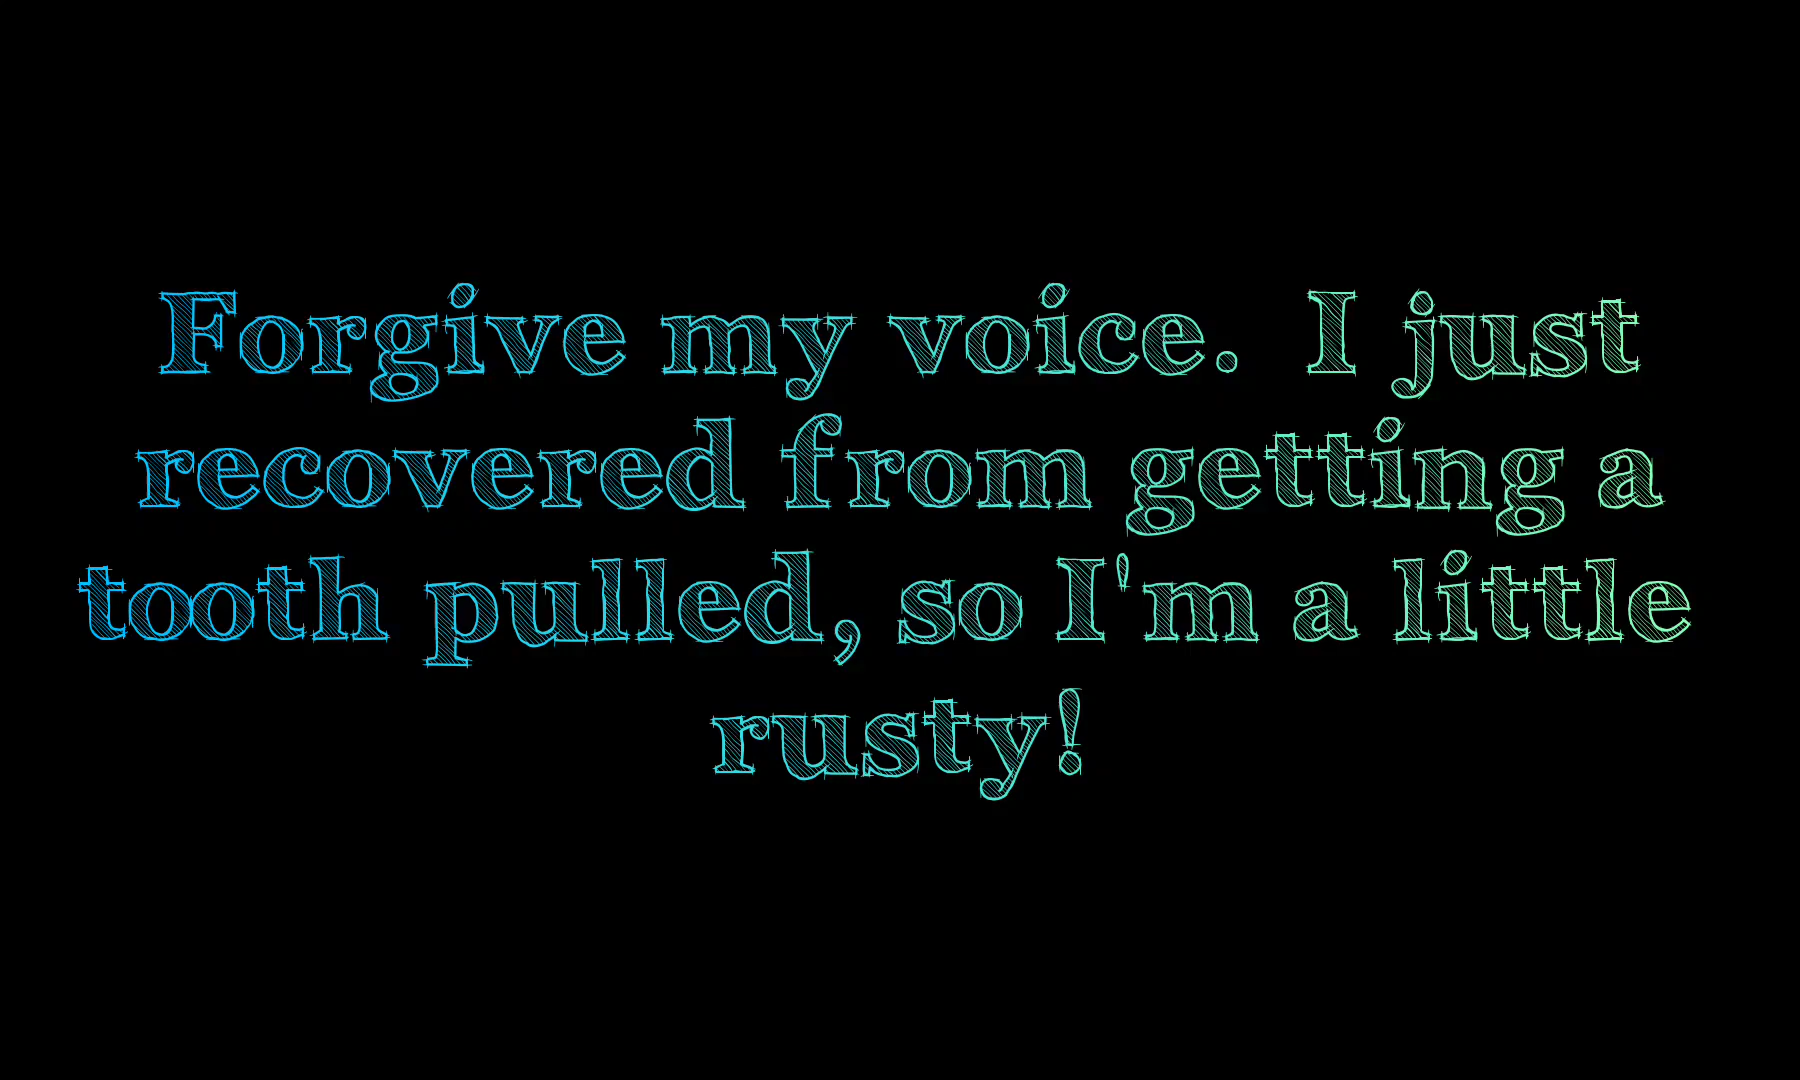 Forgive my voice.  I just
recovered from getting a
tooth pulled, so I'm a little
rusty!